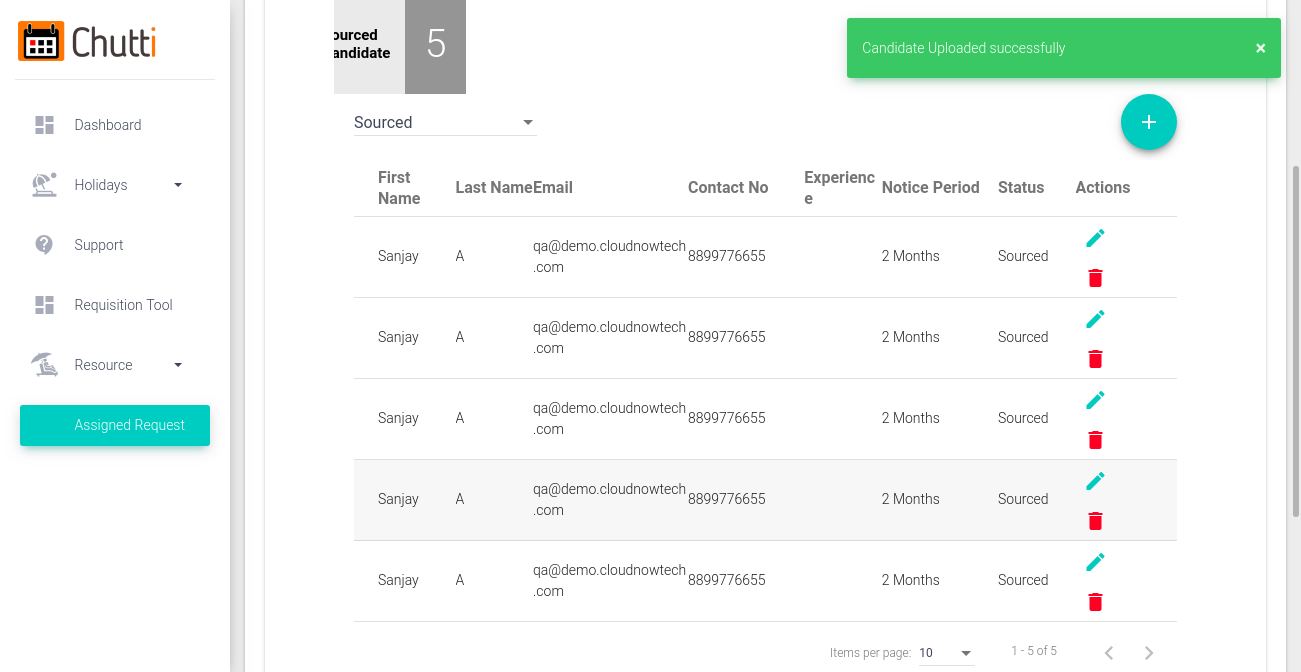 Chutti
Dashboard
Holidays
Support
Requisition Tool
Resource
Assigned Request
ourced
andidate
5
Candidate Uploaded successfully ×
Sourced
+
First Name Last Name Email Contact No Experience Notice Period Status Actions
Sanjay A qa@demo.cloudnowtech.com 8899776655 2 Months Sourced
Sanjay A qa@demo.cloudnowtech.com 8899776655 2 Months Sourced
Sanjay A qa@demo.cloudnowtech.com 8899776655 2 Months Sourced
Sanjay A qa@demo.cloudnowtech.com 8899776655 2 Months Sourced
Sanjay A qa@demo.cloudnowtech.com 8899776655 2 Months Sourced
Items per page: 10 1 - 5 of 5